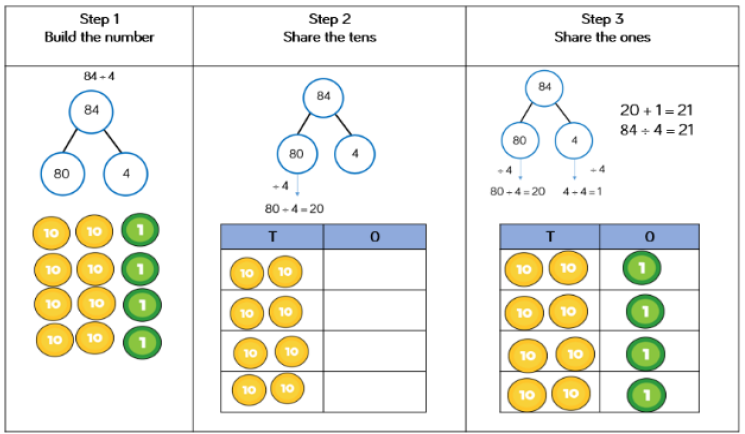 Step 1
Build the number
84 ÷ 4
84
80
4
10 10 1
10 10 1
10 10 1
10 10 1
Step 2
Share the tens
84
80
4
÷ 4
80 ÷ 4 = 20
T O
10 10
10 10
10 10
10 10
Step 3
Share the ones
84
80
4
÷ 4
÷ 4
80 ÷ 4 = 20
4 ÷ 4 = 1
20 + 1 = 21
84 ÷ 4 = 21
T O
10 10 1
10 10 1
10 10 1
10 10 1